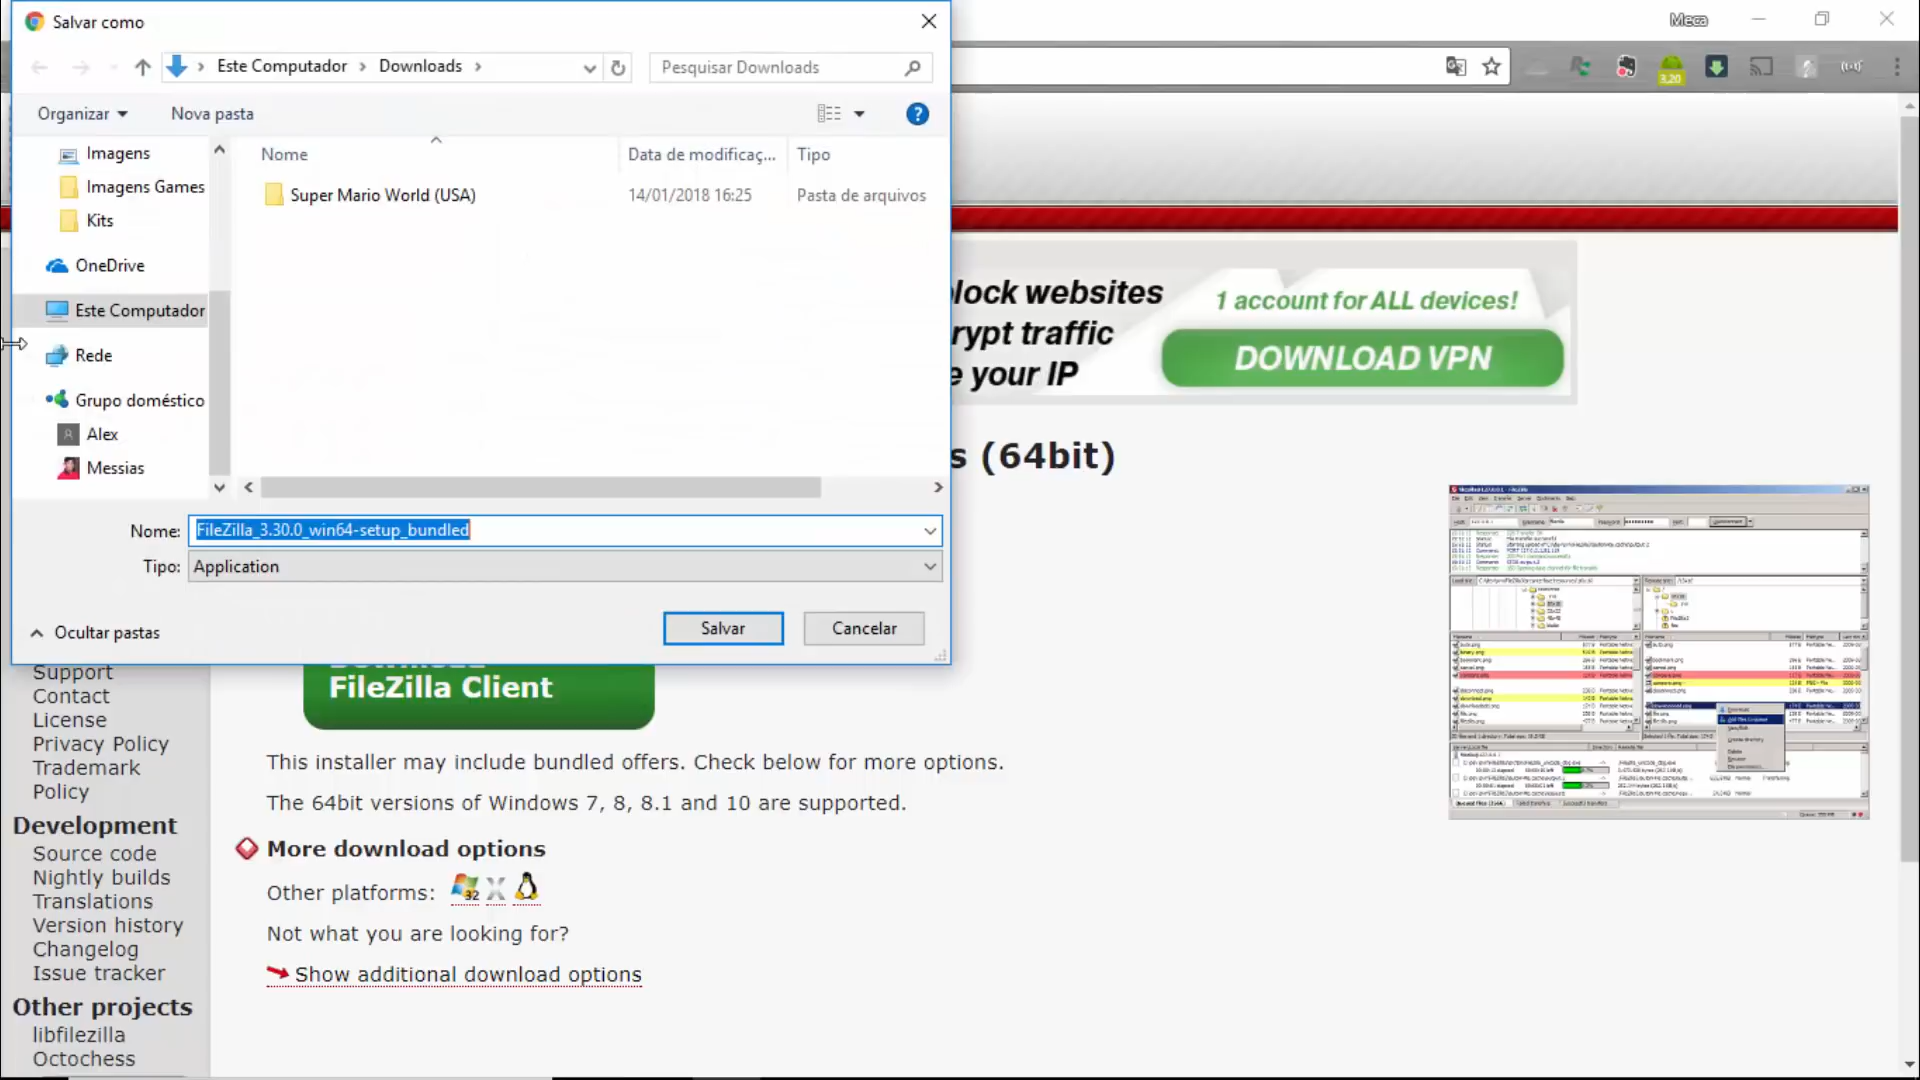 Salvar como
Meca
Este Computador
Downloads
Pesquisar Downloads
3.20
Organizar
Nova pasta
Imagens
Imagens Games
Kits
OneDrive
Este Computador
Rede
Grupo doméstico
Alex
Messias
Nome
Data de modificaç...
Tipo
Super Mario World (USA)
14/01/2018 16:25
Pasta de arquivos
Nome:
FileZilla_3.30.0_win64-setup_bundled
Tipo:
Application
Ocultar pastas
Salvar
Cancelar
lock websites
rypt traffic
e your IP
1 account for ALL devices!
DOWNLOAD VPN
s (64bit)
FileZilla Client
This installer may include bundled offers. Check below for more options.
The 64bit versions of Windows 7, 8, 8.1 and 10 are supported.
More download options
Other platforms:
32
Not what you are looking for?
Show additional download options
Support
Contact
License
Privacy Policy
Trademark
Policy
Development
Source code
Nightly builds
Translations
Version history
Changelog
Issue tracker
Other projects
libfilezilla
Octochess